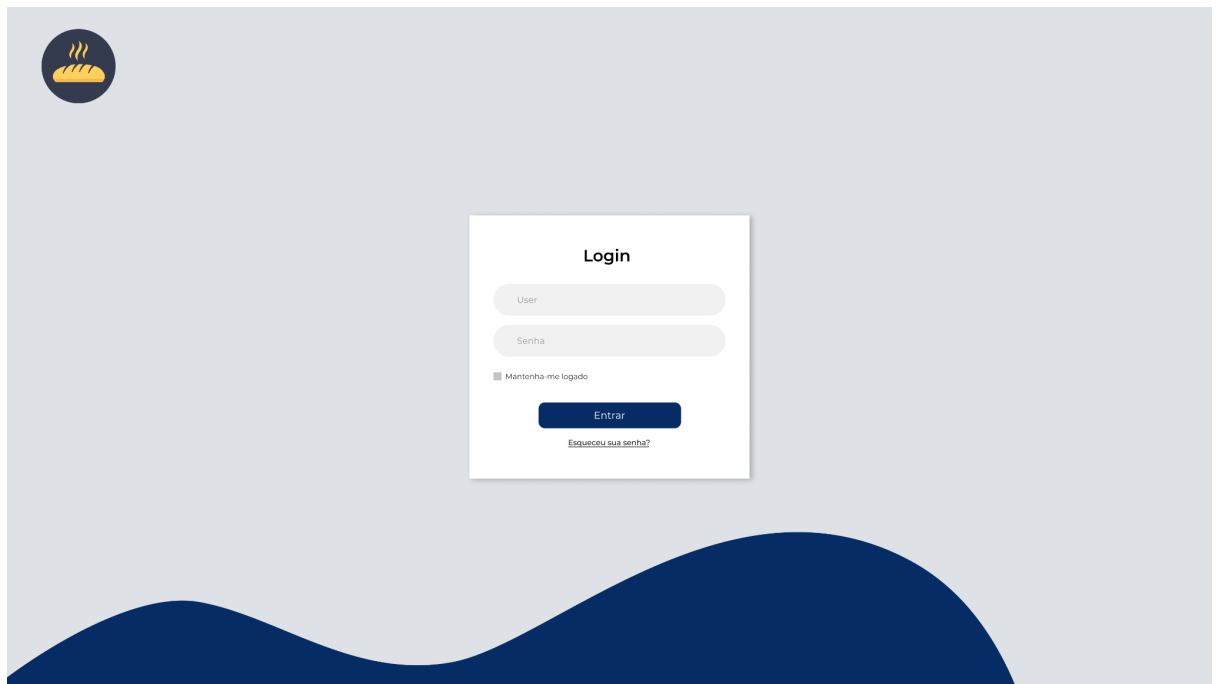 Login
User
Senha
Mantenha-me logado
Entrar
Esqueceu sua senha?